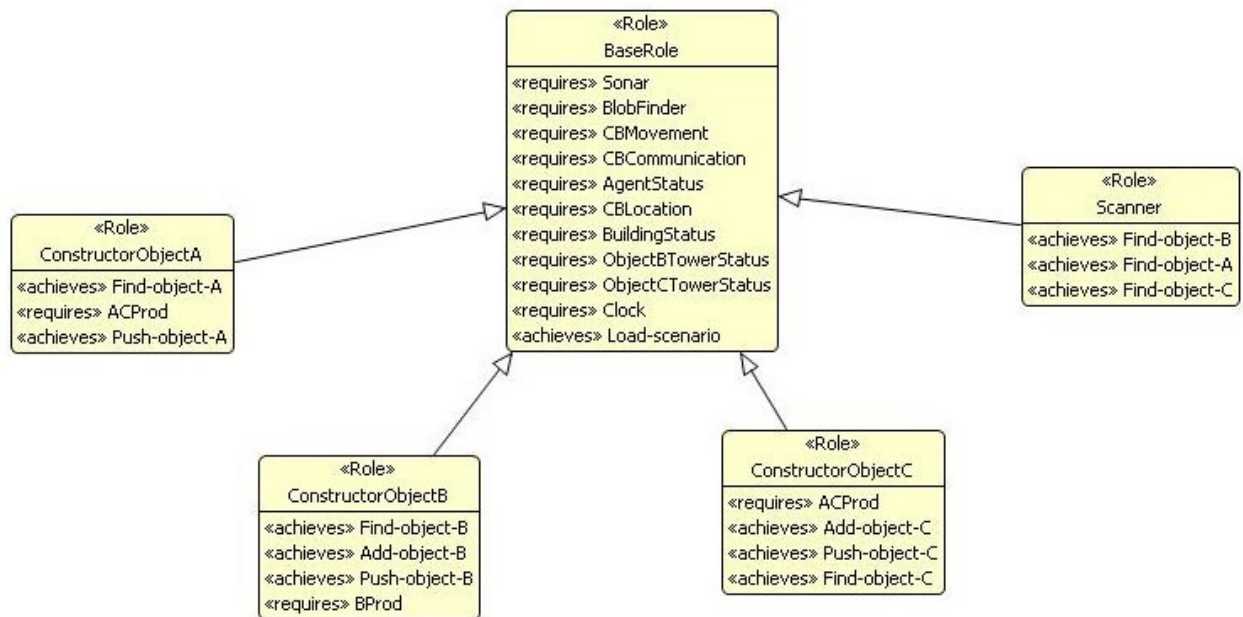 «Role»
BaseRole
«requires» Sonar
«requires» BlobFinder
«requires» CBMovement
«requires» CBCommunication
«requires» AgentStatus
«requires» CBLocation
«requires» BuildingStatus
«requires» ObjectBTowerStatus
«requires» ObjectCTowerStatus
«requires» Clock
«achieves» Load-scenario
«Role»
Scanner
«achieves» Find-object-B
«achieves» Find-object-A
«achieves» Find-object-C
«Role»
ConstructorObjectA
«achieves» Find-object-A
«requires» ACProd
«achieves» Push-object-A
«Role»
ConstructorObjectB
«achieves» Find-object-B
«achieves» Add-object-B
«achieves» Push-object-B
«requires» BProd
«Role»
ConstructorObjectC
«requires» ACProd
«achieves» Add-object-C
«achieves» Push-object-C
«achieves» Find-object-C